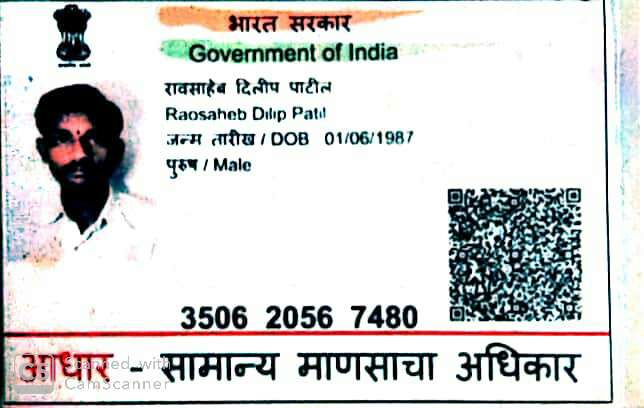 भारत सरकार
Government of India
रावसाहेब दिलीप पाटील
Raosaheb Dilip Patil
जन्म तारीख / DOB 01/06/1987
पुरुष / Male
3506 2056 7480
आधार - सामान्य माणसाचा अधिकार
CS Scanned with
CamScanner